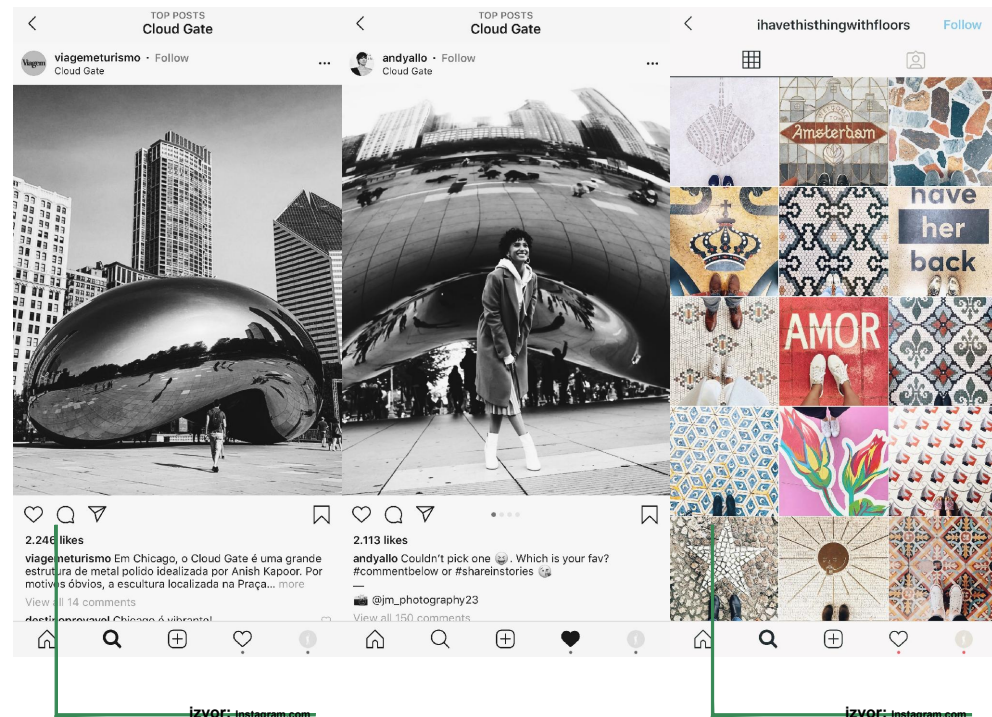 TOP POSTS
Cloud Gate
Viagem
viagemeturismo • Follow
Cloud Gate
2.246 likes
viagemeturismo Em Chicago, o Cloud Gate é uma grande
estrutura de metal polido idealizada por Anish Kapoor. Por
motivos óbvios, a escultura localizada na Praça... more
View all 14 comments
destinoprovavel Chicago é vibrante!
izvor: Instagram.com
TOP POSTS
Cloud Gate
andyallo • Follow
Cloud Gate
2.113 likes
andyallo Couldn't pick one 😀. Which is your fav?
#commentbelow or #shareinstories 😘
—
📸 @jm_photography23
View all 150 comments
ihavethisthingwithfloors
Follow
Amsterdam
have
her
back
AMOR
izvor: Instagram.com